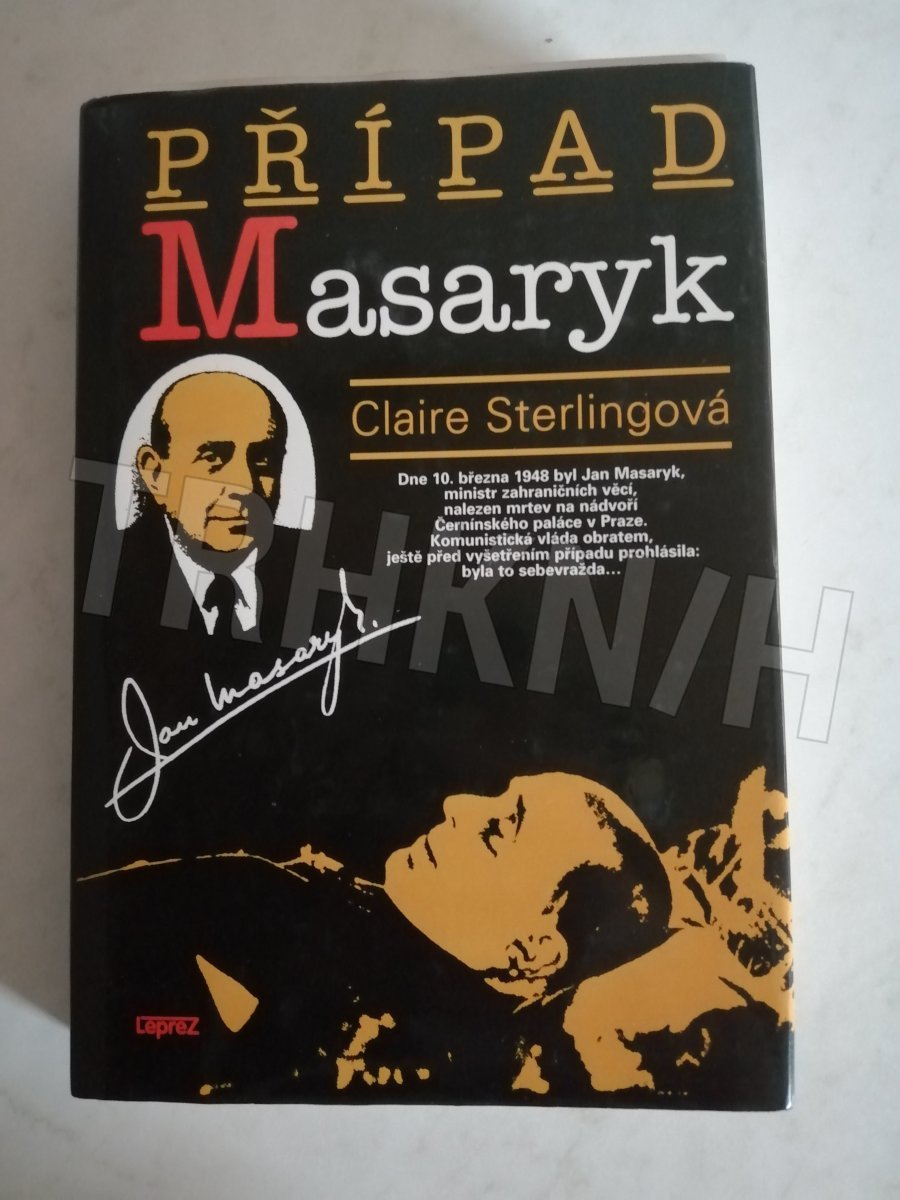 PŘÍPAD
Masaryk
Claire Sterlingová
Dne 10. března 1948 byl Jan Masaryk,
ministr zahraničních věcí,
nalezen mrtev na nádvoří
Černínského paláce v Praze.
Komunistická vláda obratem,
ještě před vyšetřením případu prohlásila:
byla to sebevražda...
TRHKNIH
Jan Masaryk.
LepreZ